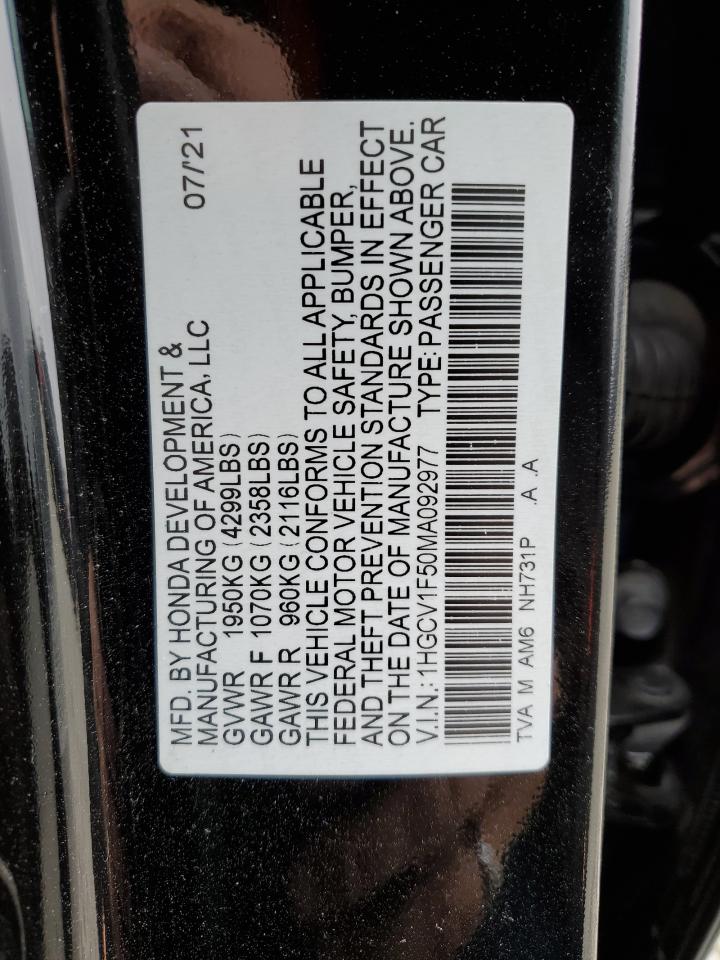 MFD. BY HONDA DEVELOPMENT &
MANUFACTURING OF AMERICA, LLC 07/'21
GVWR 1950KG (4299LBS)
GAWR F 1070KG (2358LBS)
GAWR R 960KG (2116LBS)
THIS VEHICLE CONFORMS TO ALL APPLICABLE
FEDERAL MOTOR VEHICLE SAFETY, BUMPER,
AND THEFT PREVENTION STANDARDS IN EFFECT
ON THE DATE OF MANUFACTURE SHOWN ABOVE.
V.I.N.: 1HGCV1F50MA092977 TYPE: PASSENGER CAR
TVA M AM6 NH731P .A .A